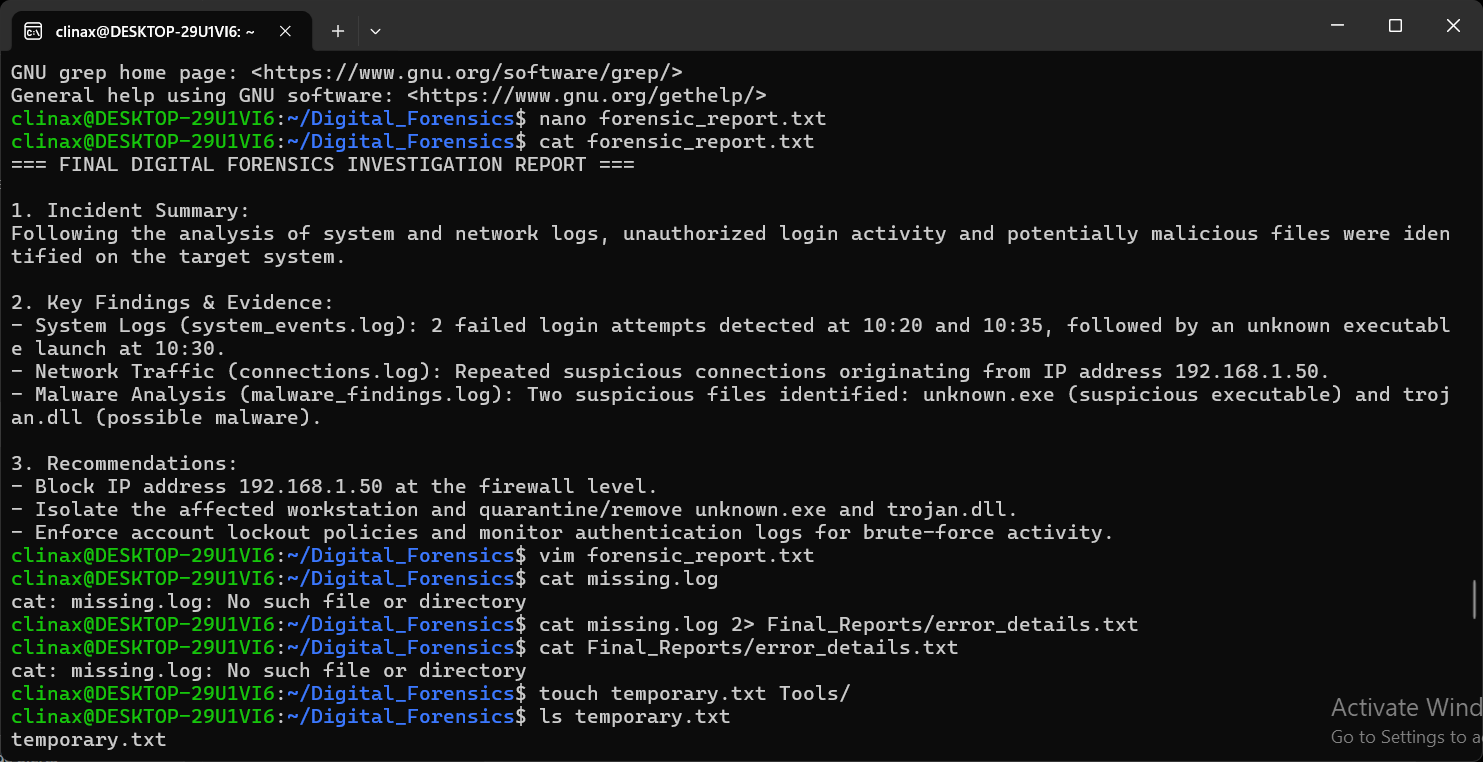 clinax@DESKTOP-29U1VI6: ~
GNU grep home page: <https://www.gnu.org/software/grep/>
General help using GNU software: <https://www.gnu.org/gethelp/>
clinax@DESKTOP-29U1VI6:~/Digital_Forensics$ nano forensic_report.txt
clinax@DESKTOP-29U1VI6:~/Digital_Forensics$ cat forensic_report.txt
=== FINAL DIGITAL FORENSICS INVESTIGATION REPORT ===
1. Incident Summary:
Following the analysis of system and network logs, unauthorized login activity and potentially malicious files were iden
tified on the target system.
2. Key Findings & Evidence:
- System Logs (system_events.log): 2 failed login attempts detected at 10:20 and 10:35, followed by an unknown executabl
e launch at 10:30.
- Network Traffic (connections.log): Repeated suspicious connections originating from IP address 192.168.1.50.
- Malware Analysis (malware_findings.log): Two suspicious files identified: unknown.exe (suspicious executable) and troj
an.dll (possible malware).
3. Recommendations:
- Block IP address 192.168.1.50 at the firewall level.
- Isolate the affected workstation and quarantine/remove unknown.exe and trojan.dll.
- Enforce account lockout policies and monitor authentication logs for brute-force activity.
clinax@DESKTOP-29U1VI6:~/Digital_Forensics$ vim forensic_report.txt
clinax@DESKTOP-29U1VI6:~/Digital_Forensics$ cat missing.log
cat: missing.log: No such file or directory
clinax@DESKTOP-29U1VI6:~/Digital_Forensics$ cat missing.log 2> Final_Reports/error_details.txt
clinax@DESKTOP-29U1VI6:~/Digital_Forensics$ cat Final_Reports/error_details.txt
cat: missing.log: No such file or directory
clinax@DESKTOP-29U1VI6:~/Digital_Forensics$ touch temporary.txt Tools/
clinax@DESKTOP-29U1VI6:~/Digital_Forensics$ ls temporary.txt
temporary.txt
Activate Wind
Go to Settings to a